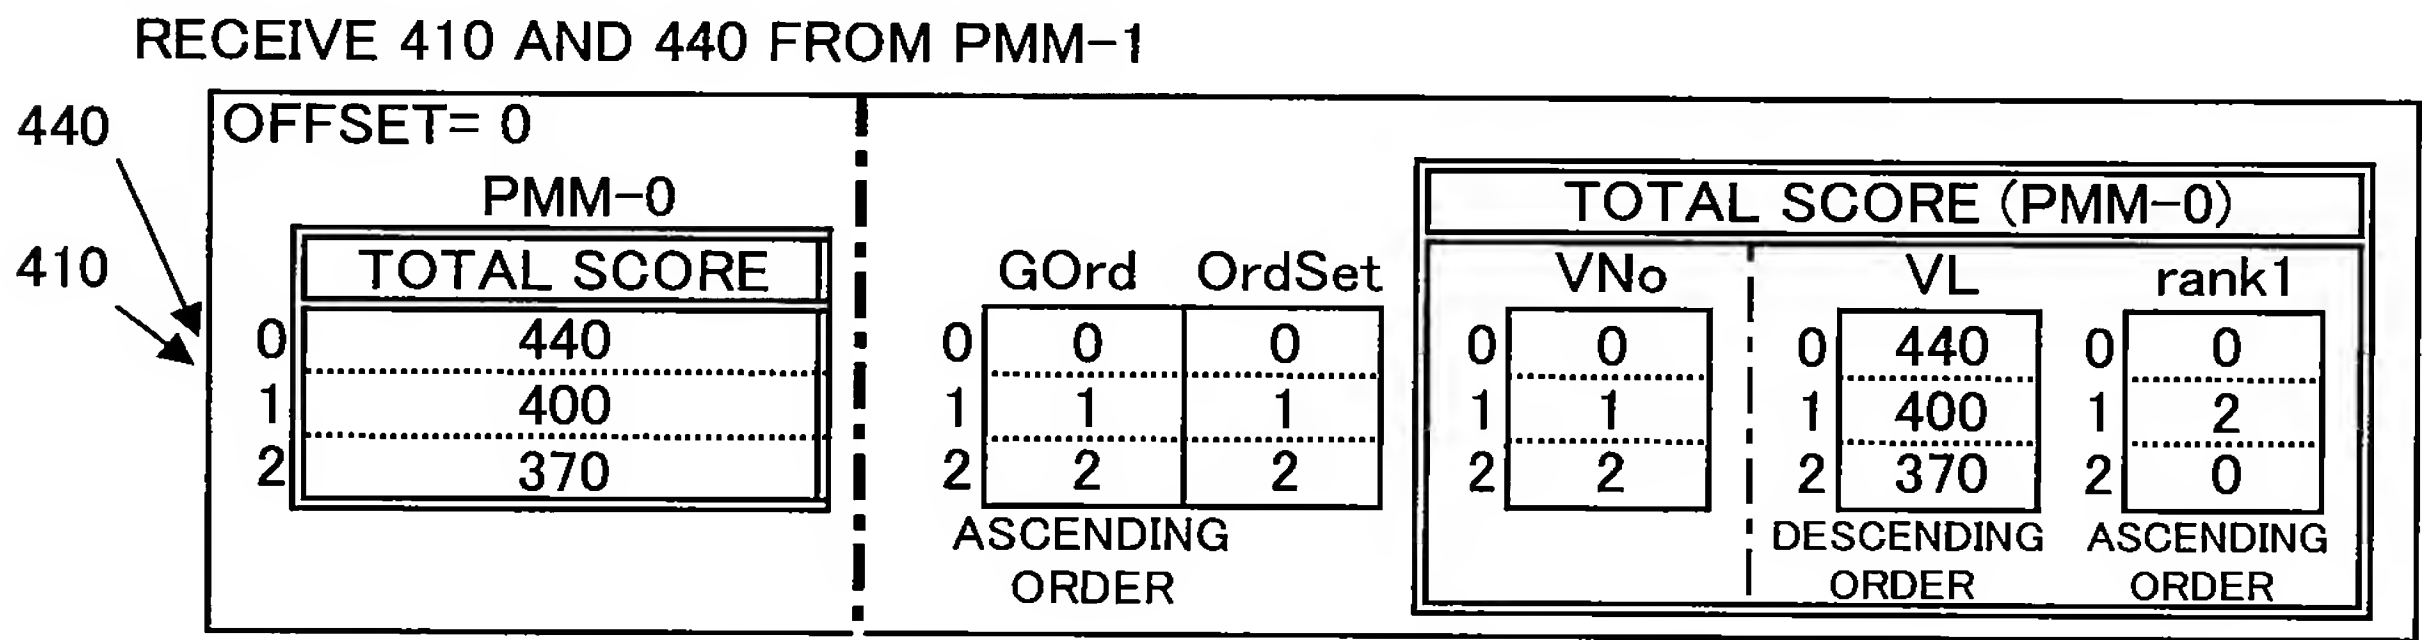 RECEIVE 410 AND 440 FROM PMM-1
440
410
OFFSET= 0
PMM-0
TOTAL SCORE
0 440
1 400
2 370
GOrd OrdSet
0 0 0
1 1 1
2 2 2
ASCENDING
ORDER
TOTAL SCORE (PMM-0)
VNo VL rank1
0 0 0 440 0 0
1 1 1 400 1 2
2 2 2 370 2 0
DESCENDING ASCENDING
ORDER ORDER